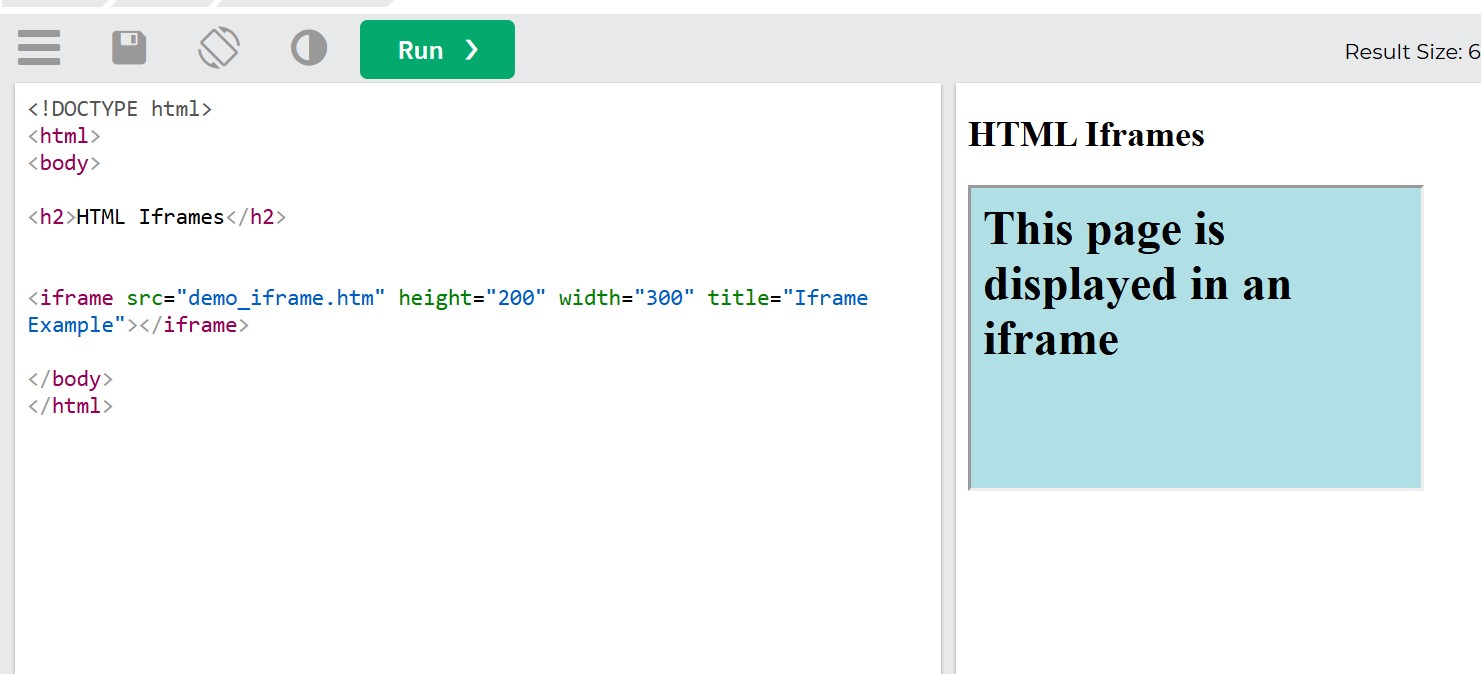 Run ❯
Result Size: 6
<!DOCTYPE html>
<html>
<body>
<h2>HTML Iframes</h2>
<iframe src="demo_iframe.htm" height="200" width="300" title="Iframe
Example"></iframe>
</body>
</html>
HTML Iframes
This page is
displayed in an
iframe